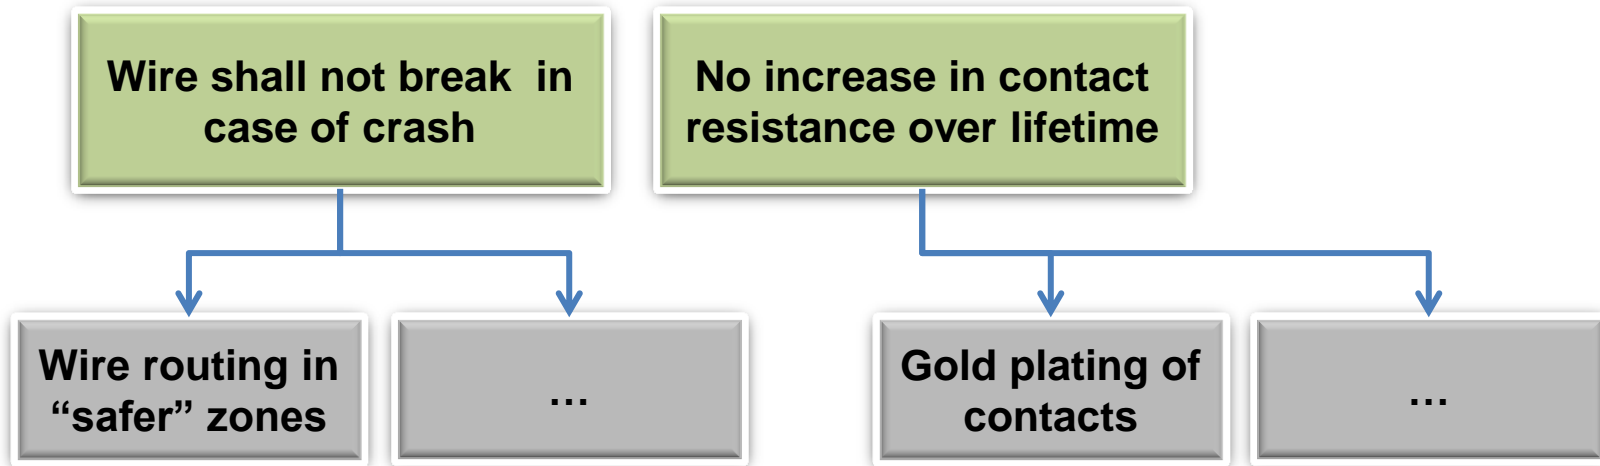 Wire shall not break  in
case of crash
No increase in contact
resistance over lifetime
Wire routing in
“safer” zones
...
Gold plating of
contacts
...